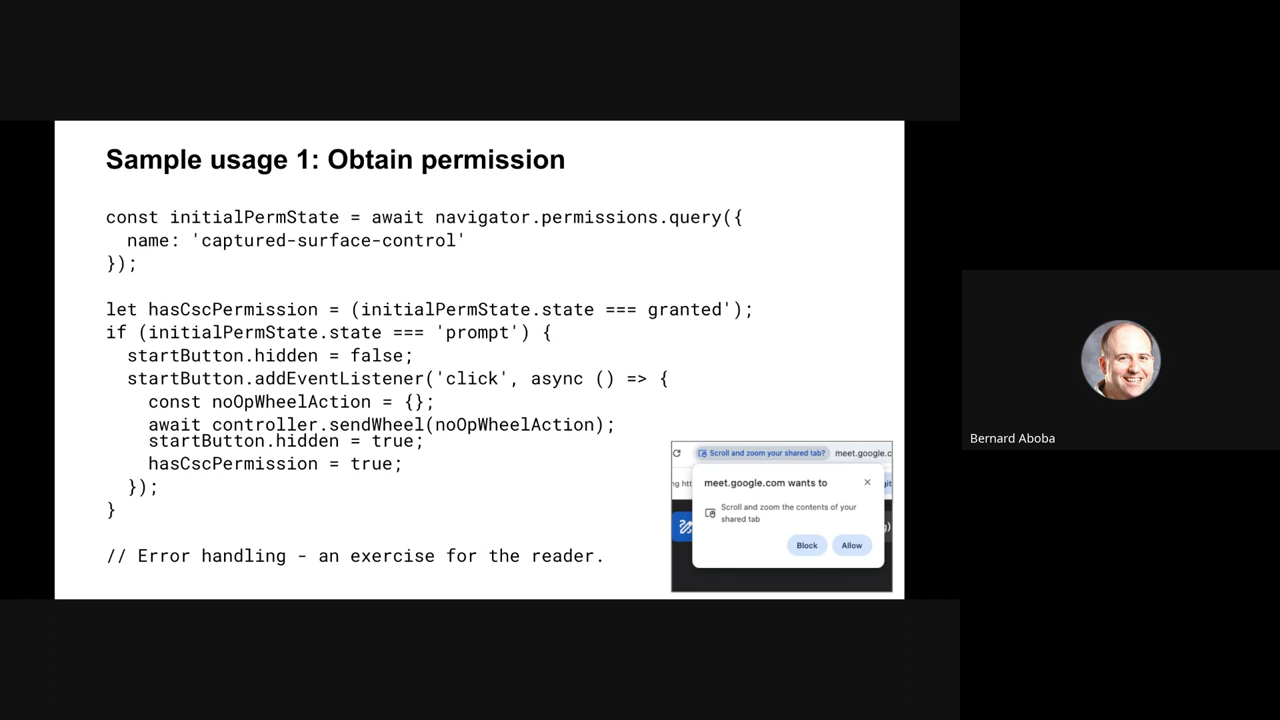 Sample usage 1: Obtain permission
const initialPermState = await navigator.permissions.query({
  name: 'captured-surface-control'
});
let hasCscPermission = (initialPermState.state === granted');
if (initialPermState.state === 'prompt') {
  startButton.hidden = false;
  startButton.addEventListener('click', async () => {
    const noOpWheelAction = {};
    await controller.sendWheel(noOpWheelAction);
    startButton.hidden = true;
    hasCscPermission = true;
  });
}
// Error handling - an exercise for the reader.
Scroll and zoom your shared tab? meet.google.c
ng htt
meet.google.com wants to
Scroll and zoom the contents of your
shared tab
Block Allow
Bernard Aboba